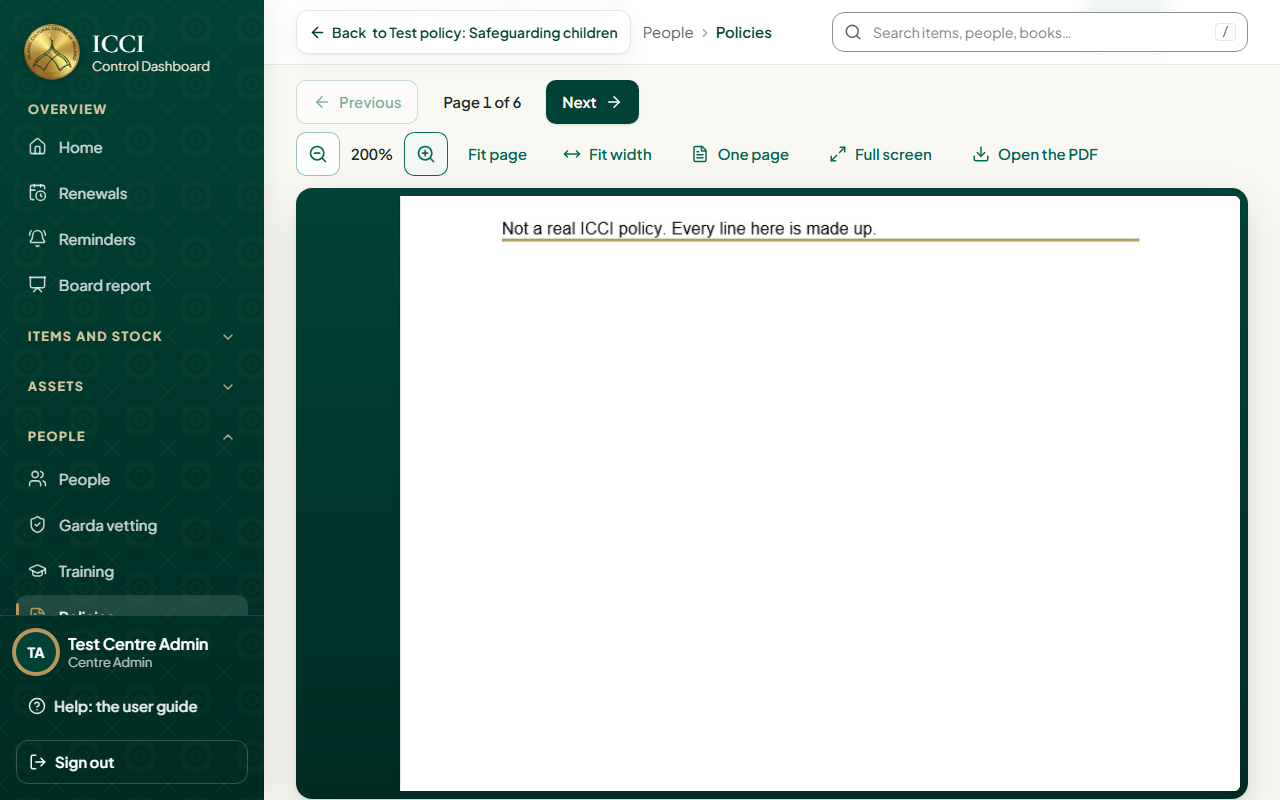 ICCI
Control Dashboard
OVERVIEW
Home
Renewals
Reminders
Board report
ITEMS AND STOCK
ASSETS
PEOPLE
People
Garda vetting
Training
Policies
TA
Test Centre Admin
Centre Admin
Help: the user guide
Sign out
Back to Test policy: Safeguarding children
People
Policies
Search items, people, books...
/
Previous
Page 1 of 6
Next
200%
Fit page
Fit width
One page
Full screen
Open the PDF
Not a real ICCI policy. Every line here is made up.